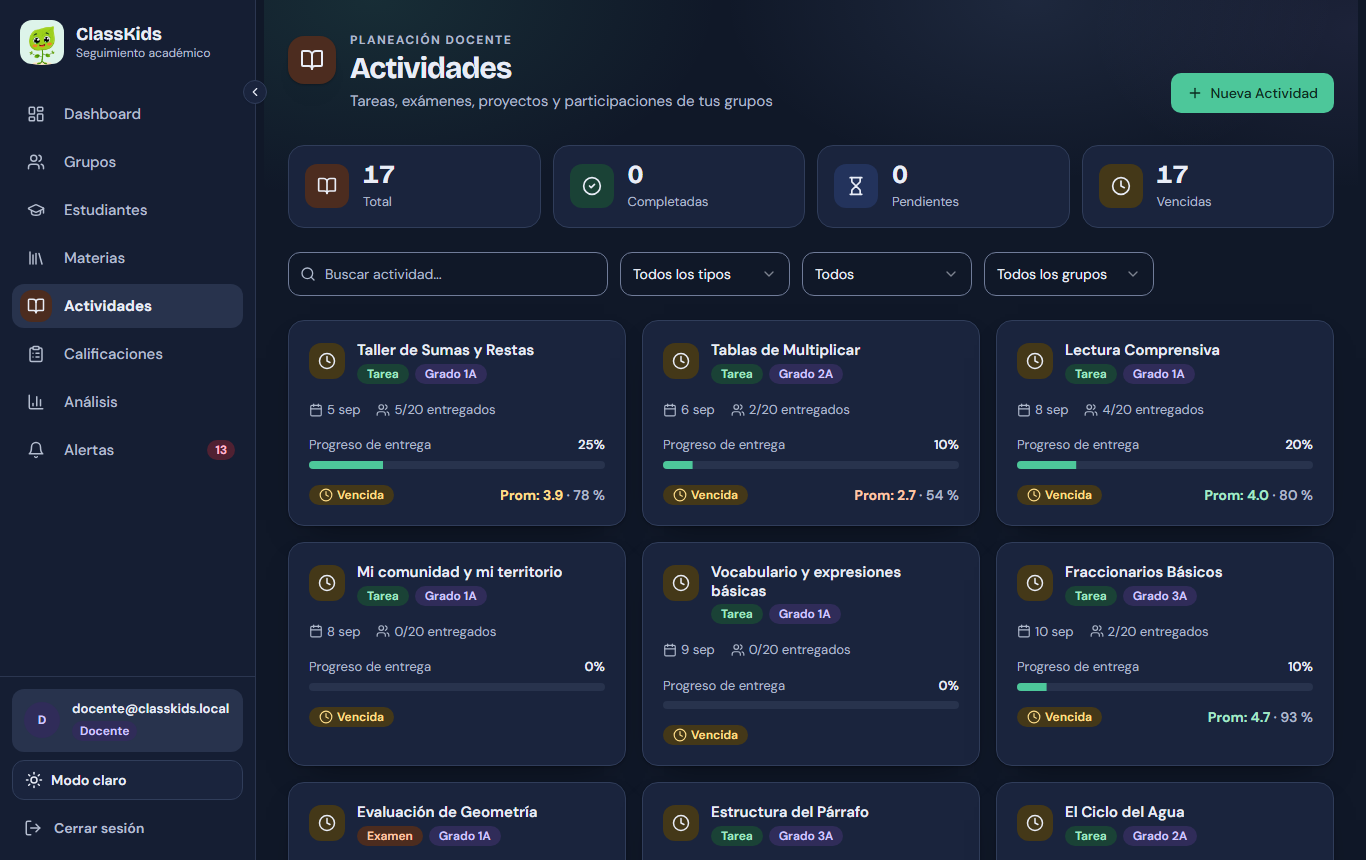 ClassKids
Seguimiento académico
Dashboard
Grupos
Estudiantes
Materias
Actividades
Calificaciones
Análisis
Alertas 13
D docente@classkids.local
Docente
Modo claro
Cerrar sesión
PLANEACIÓN DOCENTE
Actividades
Tareas, exámenes, proyectos y participaciones de tus grupos
Nueva Actividad
17
Total
0
Completadas
0
Pendientes
17
Vencidas
Buscar actividad...
Todos los tipos
Todos
Todos los grupos
Taller de Sumas y Restas
Tarea Grado 1A
5 sep 5/20 entregados
Progreso de entrega 25%
Vencida Prom: 3.9 · 78 %
Tablas de Multiplicar
Tarea Grado 2A
6 sep 2/20 entregados
Progreso de entrega 10%
Vencida Prom: 2.7 · 54 %
Lectura Comprensiva
Tarea Grado 1A
8 sep 4/20 entregados
Progreso de entrega 20%
Vencida Prom: 4.0 · 80 %
Mi comunidad y mi territorio
Tarea Grado 1A
8 sep 0/20 entregados
Progreso de entrega 0%
Vencida
Vocabulario y expresiones
básicas
Tarea Grado 1A
9 sep 0/20 entregados
Progreso de entrega 0%
Vencida
Fraccionarios Básicos
Tarea Grado 3A
10 sep 2/20 entregados
Progreso de entrega 10%
Vencida Prom: 4.7 · 93 %
Evaluación de Geometría
Examen Grado 1A
Estructura del Párrafo
Tarea Grado 3A
El Ciclo del Agua
Tarea Grado 2A